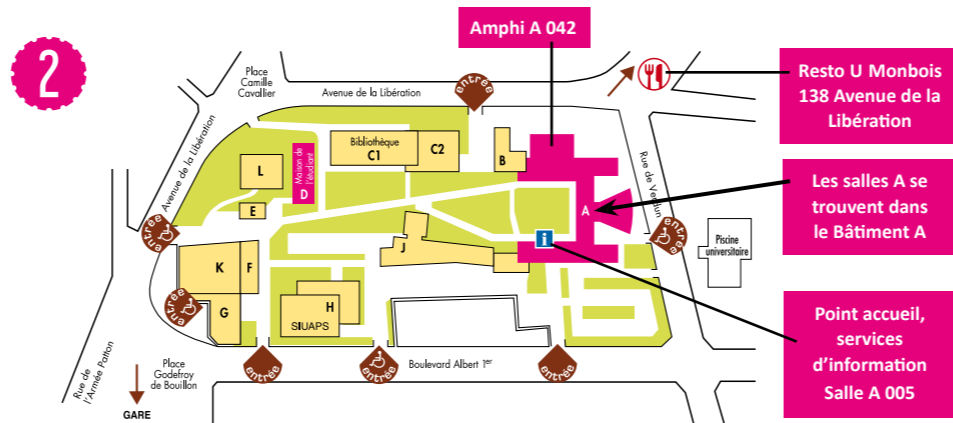 2
Amphi A 042
Place
Camille
Cavallier
Avenue de la Libération
entrée
Resto U Monbois
138 Avenue de la
Libération
Avenue de la Libération
Bibliothèque
C1
C2
B
L
Maison de
l'étudiant
D
E
A
Rue de Verdun
Les salles A se
trouvent dans
le Bâtiment A
entrée
J
i
entrée
Piscine
universitaire
K
F
entrée
G
H
SIUAPS
Point accueil,
services
d'information
Salle A 005
Rue de
l'Armée Patton
Place
Godefroy
de Bouillon
entrée
entrée
Boulevard Albert 1er
entrée
GARE